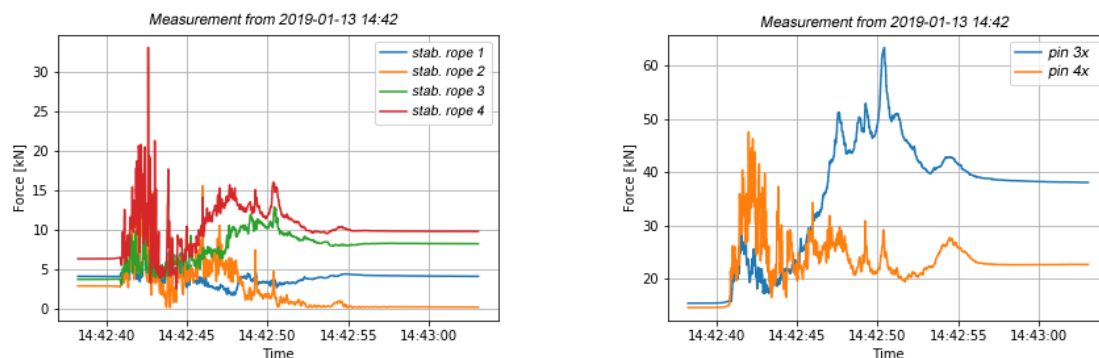 Measurement from 2019-01-13 14:42
stab. rope 1
stab. rope 2
stab. rope 3
stab. rope 4
Force [kN]
30
25
20
15
10
5
0
14:42:40 14:42:45 14:42:50 14:42:55 14:43:00
Time
Measurement from 2019-01-13 14:42
pin 3x
pin 4x
Force [kN]
60
50
40
30
20
14:42:40 14:42:45 14:42:50 14:42:55 14:43:00
Time